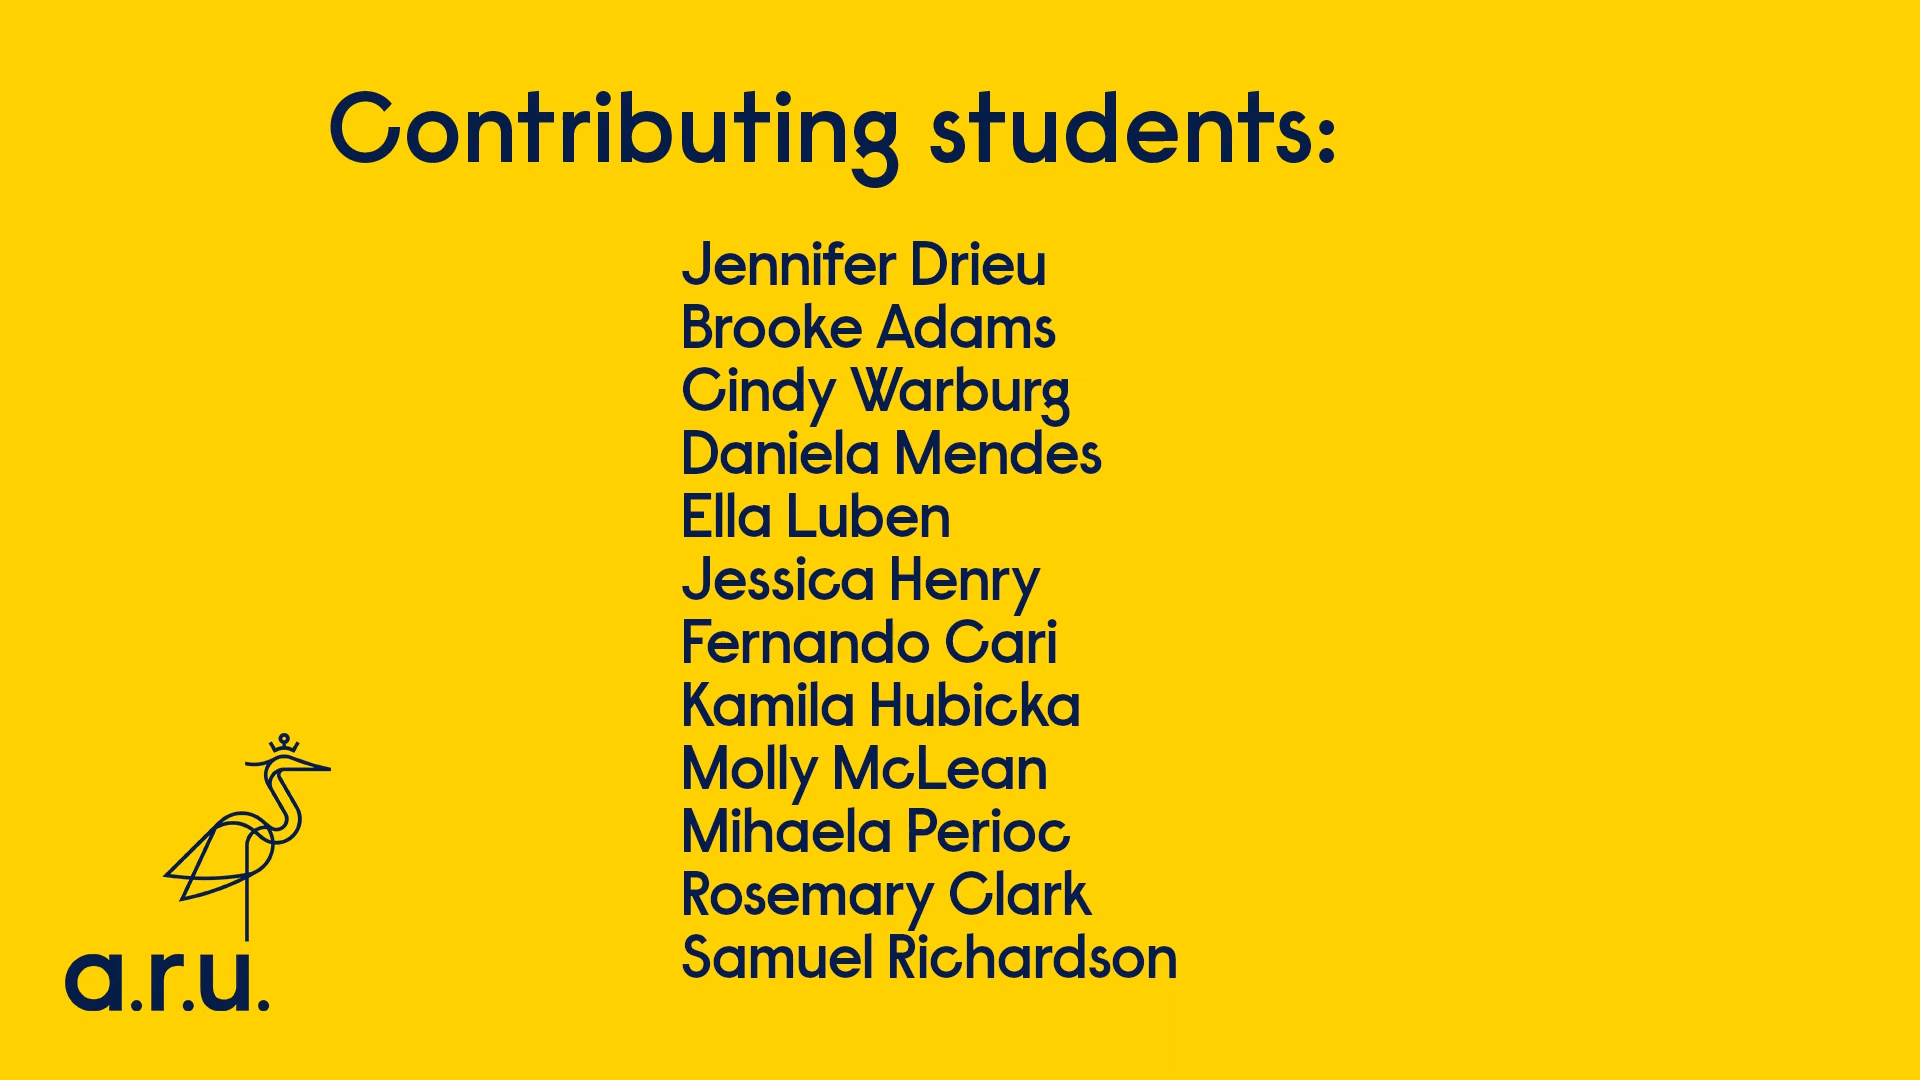 Contributing students:
Jennifer Drieu
Brooke Adams
Cindy Warburg
Daniela Mendes
Ella Luben
Jessica Henry
Fernando Cari
Kamila Hubicka
Molly McLean
Mihaela Perioc
Rosemary Clark
Samuel Richardson
a.r.u.